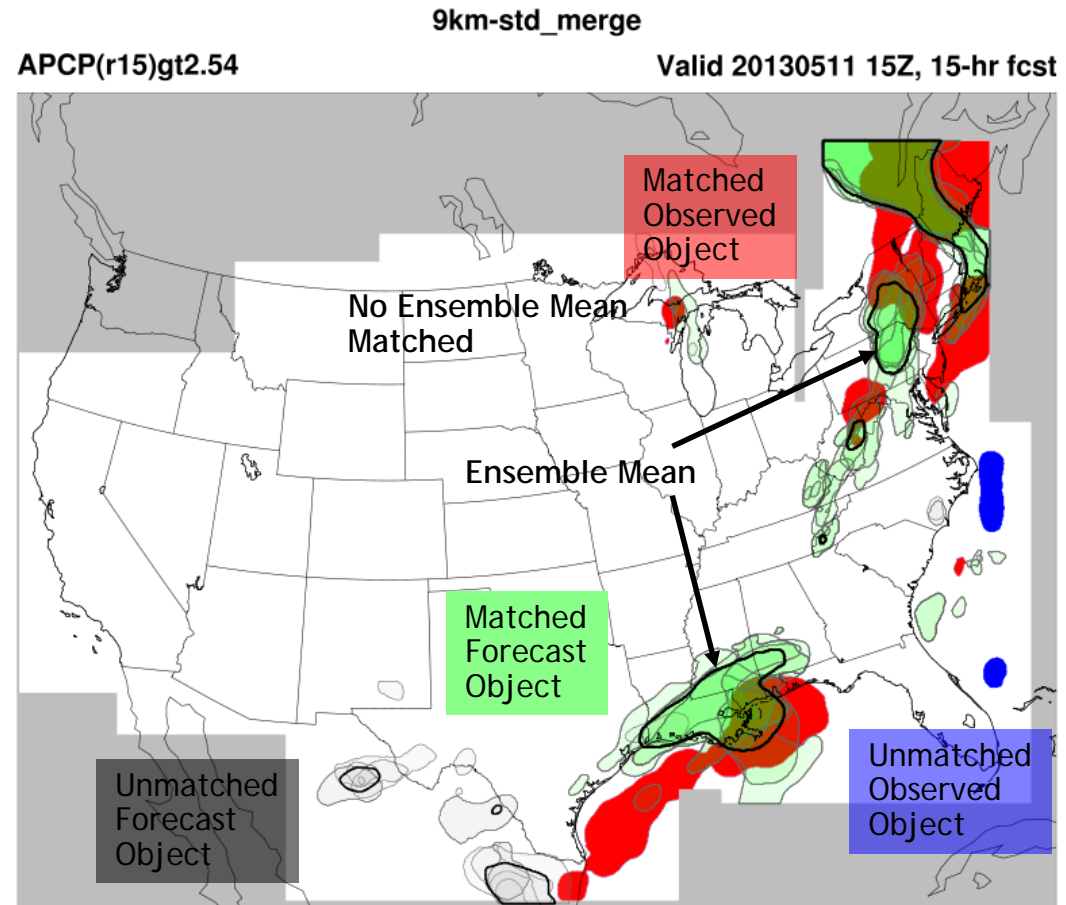 9km-std_merge
APCP(r15)gt2.54
Valid 20130511 15Z, 15-hr fcst
Matched
Observed
Object
No Ensemble Mean
Matched
Ensemble Mean
Matched
Forecast
Object
Unmatched
Observed
Object
Unmatched
Forecast
Object